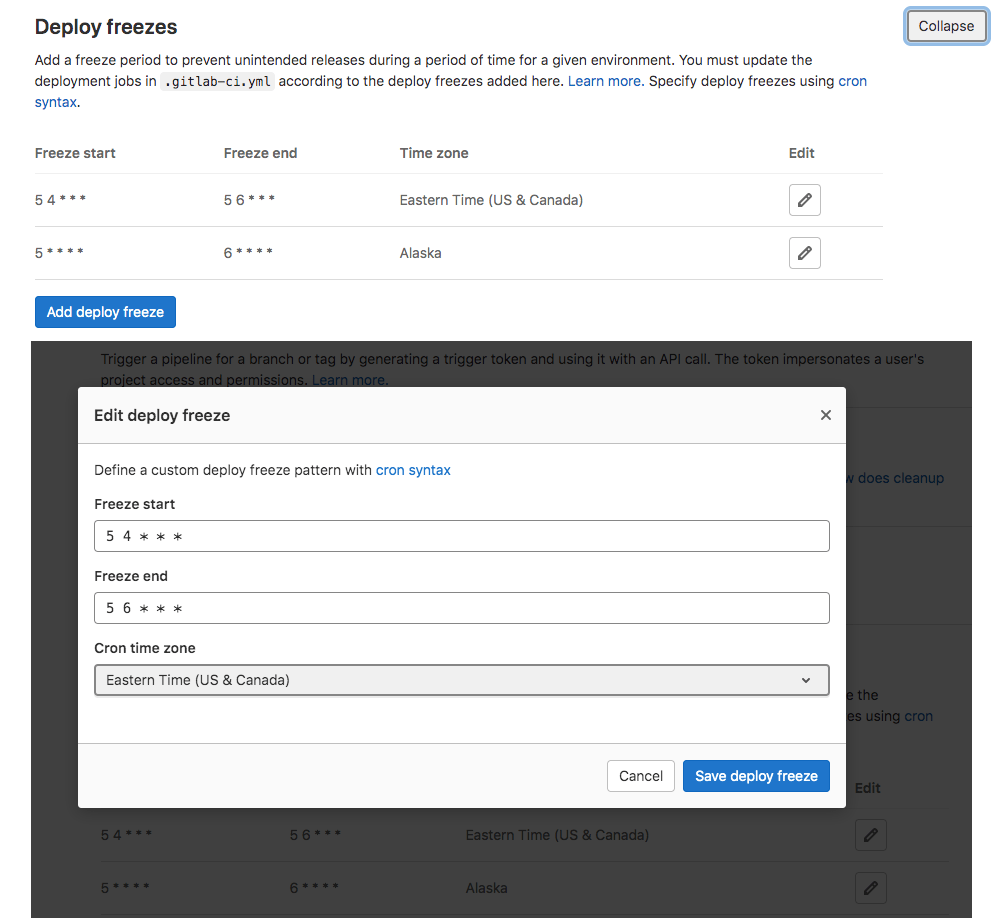 Deploy freezes
Collapse
Add a freeze period to prevent unintended releases during a period of time for a given environment. You must update the
deployment jobs in .gitlab-ci.yml according to the deploy freezes added here. Learn more. Specify deploy freezes using cron
syntax.
Freeze start Freeze end Time zone Edit
5 4 * * * 5 6 * * * Eastern Time (US & Canada)
5 * * * * 6 * * * * Alaska
Add deploy freeze
Trigger a pipeline for a branch or tag by generating a trigger token and using it with an API call. The token impersonates a user's
project access and permissions. Learn more.
Edit deploy freeze
Define a custom deploy freeze pattern with cron syntax
w does cleanup
Freeze start
5 4 * * *
Freeze end
5 6 * * *
Cron time zone
Eastern Time (US & Canada)
e the
es using cron
Cancel Save deploy freeze
Edit
5 4 * * * 5 6 * * * Eastern Time (US & Canada)
5 * * * * 6 * * * * Alaska